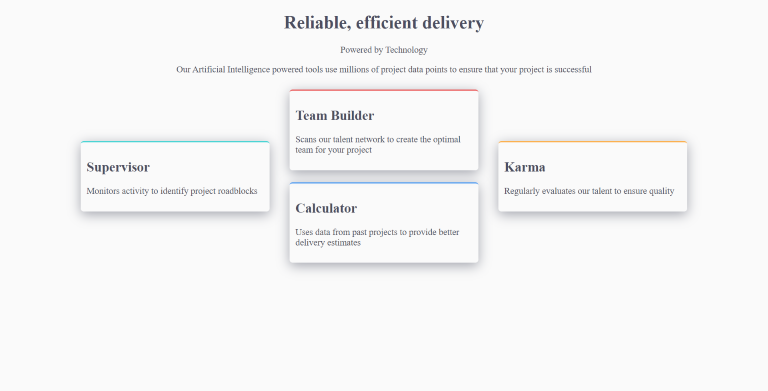 Reliable, efficient delivery
Powered by Technology
Our Artificial Intelligence powered tools use millions of project data points to ensure that your project is successful
Supervisor
Monitors activity to identify project roadblocks
Team Builder
Scans our talent network to create the optimal
team for your project
Calculator
Uses data from past projects to provide better
delivery estimates
Karma
Regularly evaluates our talent to ensure quality